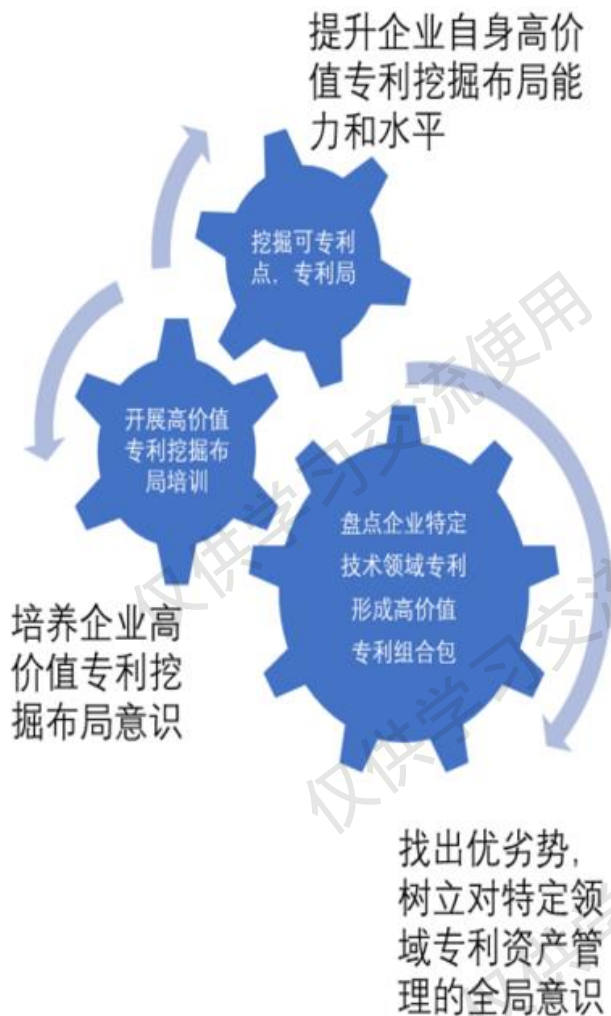 提升企业自身高价
值专利挖掘布局能
力和水平
挖掘可专利
点，专利局
开展高价值
专利挖掘布
局培训
盘点企业特定
技术领域专利
形成高价值
专利组合包
培养企业高
价值专利挖
掘布局意识
找出优劣势，
树立对特定领
域专利资产管
理的全局意识
仅供学习交流使用
仅供学习交流
仅供学